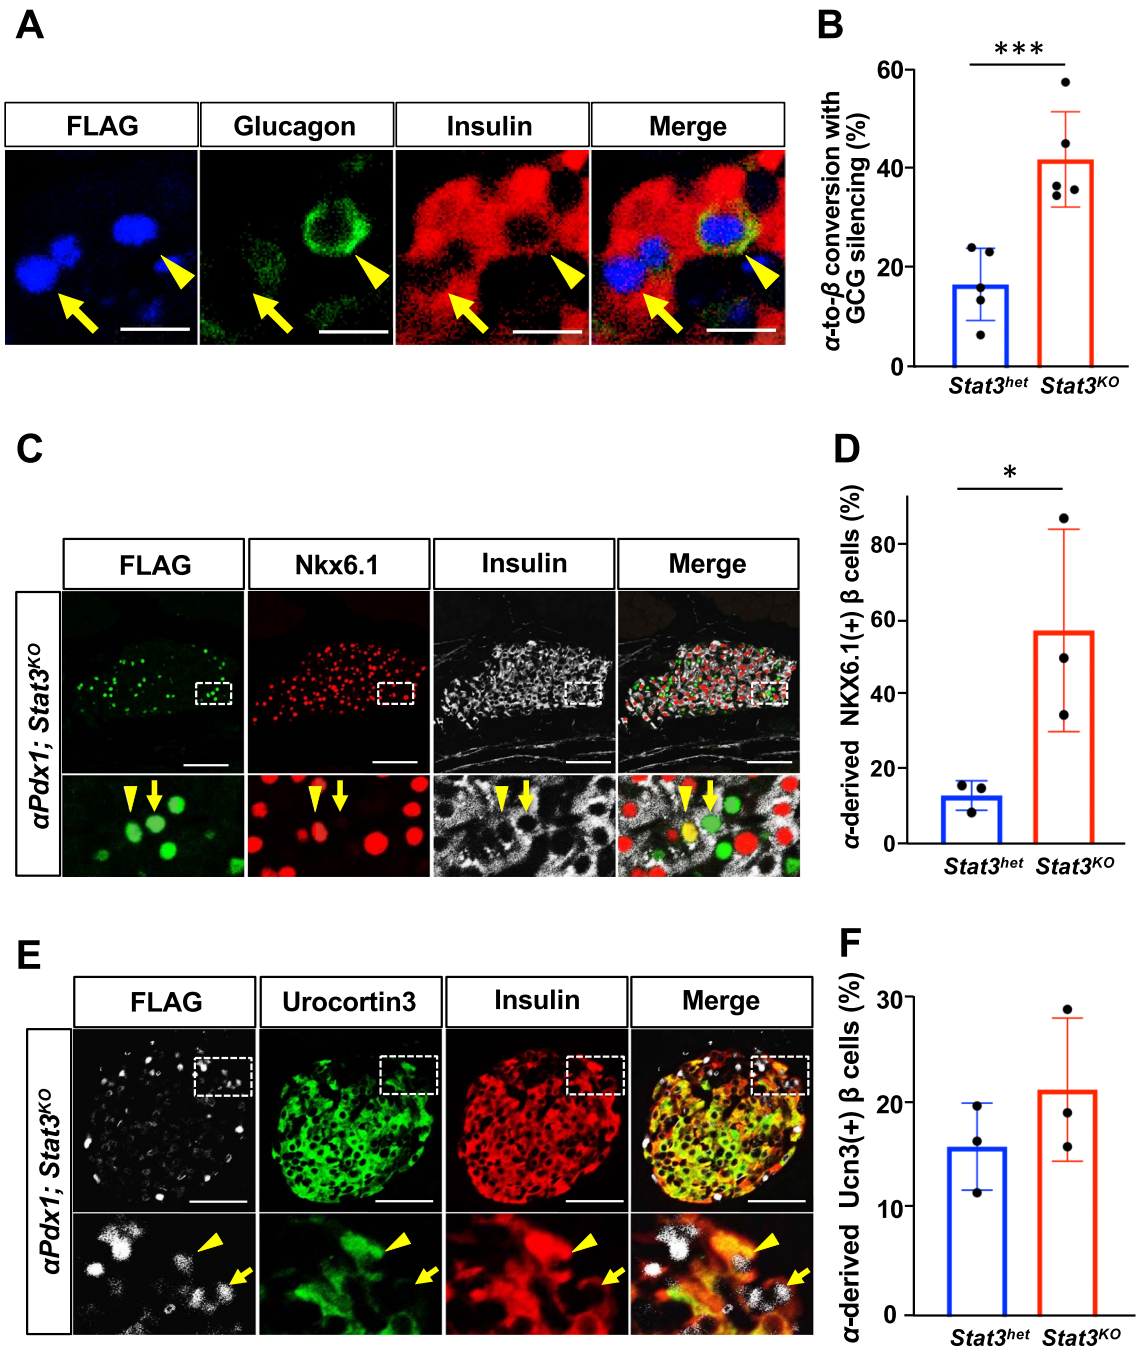 A
FLAG Glucagon Insulin Merge
B
***
α-to-β conversion with
GCG silencing (%)
60
40
20
0
Stat3het Stat3KO
C
FLAG Nkx6.1 Insulin Merge
αPdx1; Stat3KO
D
*
α-derived NKX6.1(+) β cells (%)
80
60
40
20
0
Stat3het Stat3KO
E
FLAG Urocortin3 Insulin Merge
αPdx1; Stat3KO
F
α-derived Ucn3(+) β cells (%)
30
20
10
0
Stat3het Stat3KO